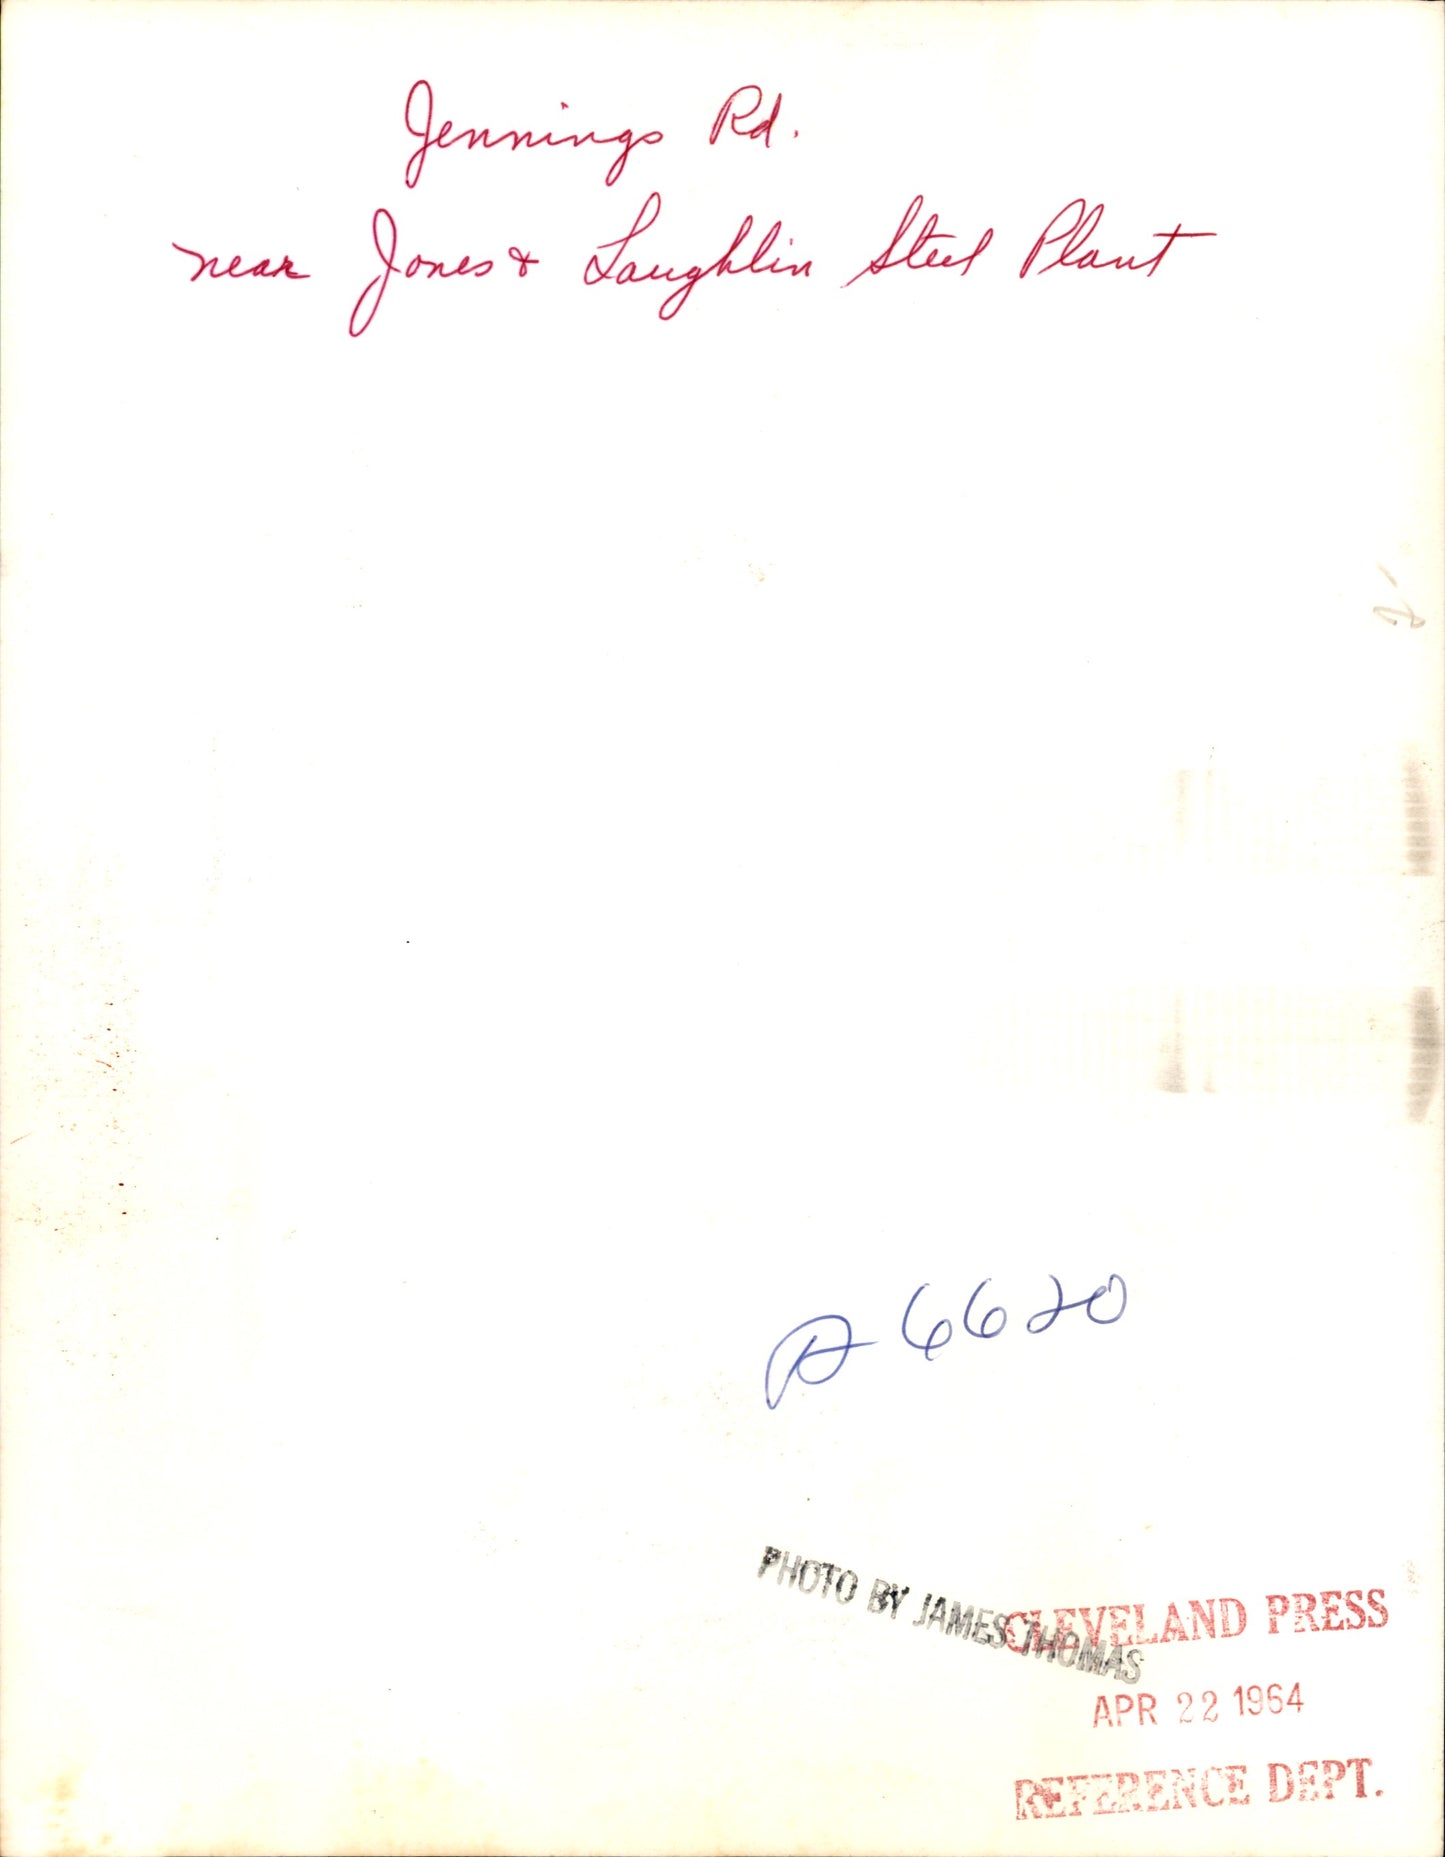 Jennings Rd.
near Jones & Laughlin Steel Plant
6620
PHOTO BY JAMES THOMAS
CLEVELAND PRESS
APR 22 1964
REFERENCE DEPT.